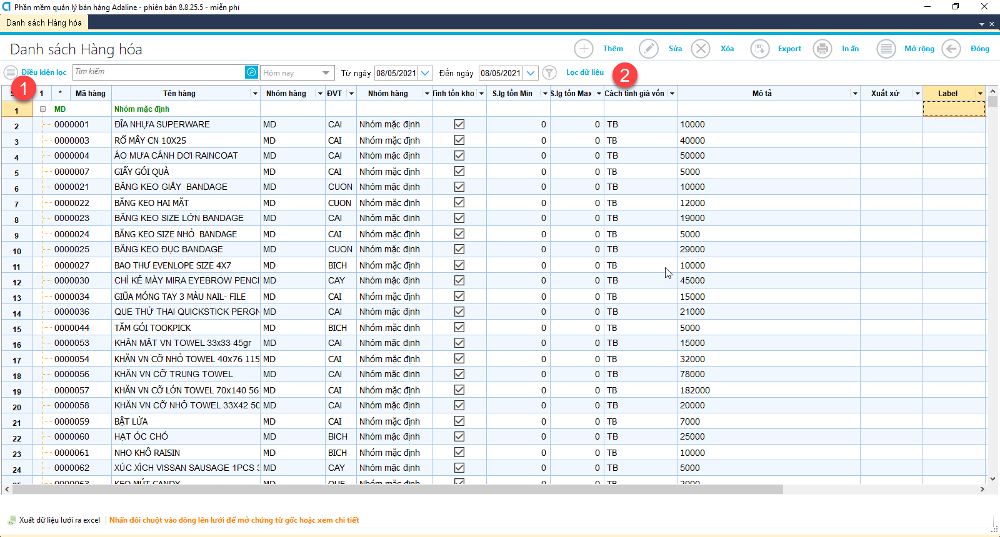 Phần mềm quản lý bán hàng Adaline - phiên bản 8.8.25.5 - miễn phí
Danh sách Hàng hóa
Danh sách Hàng hóa Thêm Sửa Xóa Export In ấn Mở rộng Đóng
Điều kiện lọc Tìm kiếm Hôm nay Từ ngày 08/05/2021 Đến ngày 08/05/2021 Lọc dữ liệu 2
1
1 * Mã hàng Tên hàng Nhóm hàng ĐVT Nhóm hàng Tính tồn kho S.lg tồn Min S.lg tồn Max Cách tính giá vốn Mô tả Xuất xứ Label
1 MD Nhóm mặc định
2 0000001 ĐĨA NHỰA SUPERWARE MD CAI Nhóm mặc định 0 0 TB 10000
3 0000003 RỔ MÂY CN 10X25 MD CAI Nhóm mặc định 0 0 TB 40000
4 0000004 ÁO MƯA CÁNH DƠI RAINCOAT MD CAI Nhóm mặc định 0 0 TB 50000
5 0000007 GIẤY GÓI QUÀ MD CAI Nhóm mặc định 0 0 TB 5000
6 0000021 BĂNG KEO GIẤY BANDAGE MD CUON Nhóm mặc định 0 0 TB 10000
7 0000022 BĂNG KEO HAI MẶT MD CUON Nhóm mặc định 0 0 TB 12000
8 0000023 BĂNG KEO SIZE LỚN BANDAGE MD CAI Nhóm mặc định 0 0 TB 19000
9 0000024 BĂNG KEO SIZE NHỎ BANDAGE MD CAI Nhóm mặc định 0 0 TB 5000
10 0000025 BĂNG KEO ĐỤC BANDAGE MD CUON Nhóm mặc định 0 0 TB 29000
11 0000027 BAO THƯ EVENLOPE SIZE 4X7 MD BICH Nhóm mặc định 0 0 TB 10000
12 0000030 CHÌ KẺ MÀY MIRA EYEBROW PENCI MD CAY Nhóm mặc định 0 0 TB 45000
13 0000034 GIŨA MÓNG TAY 3 MÀU NAIL- FILE MD CAI Nhóm mặc định 0 0 TB 15000
14 0000036 QUE THỬ THAI QUICKSTICK PERGN MD CAI Nhóm mặc định 0 0 TB 21000
15 0000044 TĂM GÓI TOOKPICK MD BICH Nhóm mặc định 0 0 TB 5000
16 0000053 KHĂN MẶT VN TOWEL 33x33 45gr MD CAI Nhóm mặc định 0 0 TB 15000
17 0000054 KHĂN VN CỠ NHỎ TOWEL 40x76 115 MD CAI Nhóm mặc định 0 0 TB 32000
18 0000056 KHĂN VN CỠ TRUNG TOWEL MD CAI Nhóm mặc định 0 0 TB 78000
19 0000057 KHĂN VN CỠ LỚN TOWEL 70x140 56 MD CAI Nhóm mặc định 0 0 TB 182000
20 0000058 KHĂN VN CỠ NHỎ TOWEL 33X42 50 MD CAI Nhóm mặc định 0 0 TB 20000
21 0000059 BẬT LỬA MD CAI Nhóm mặc định 0 0 TB 7000
22 0000060 HẠT ÓC CHÓ MD BICH Nhóm mặc định 0 0 TB 25000
23 0000061 NHO KHÔ RAISIN MD BICH Nhóm mặc định 0 0 TB 10000
24 0000062 XÚC XÍCH VISSAN SAUSAGE 1PCS MD CAY Nhóm mặc định 0 0 TB 5000
0000063 KẸO MÚT CANDY MD QUE Nhóm mặc định 0 0 TB 2000
Xuất dữ liệu lưới ra excel Nhấn đôi chuột vào dòng lên lưới để mở chứng từ gốc hoặc xem chi tiết